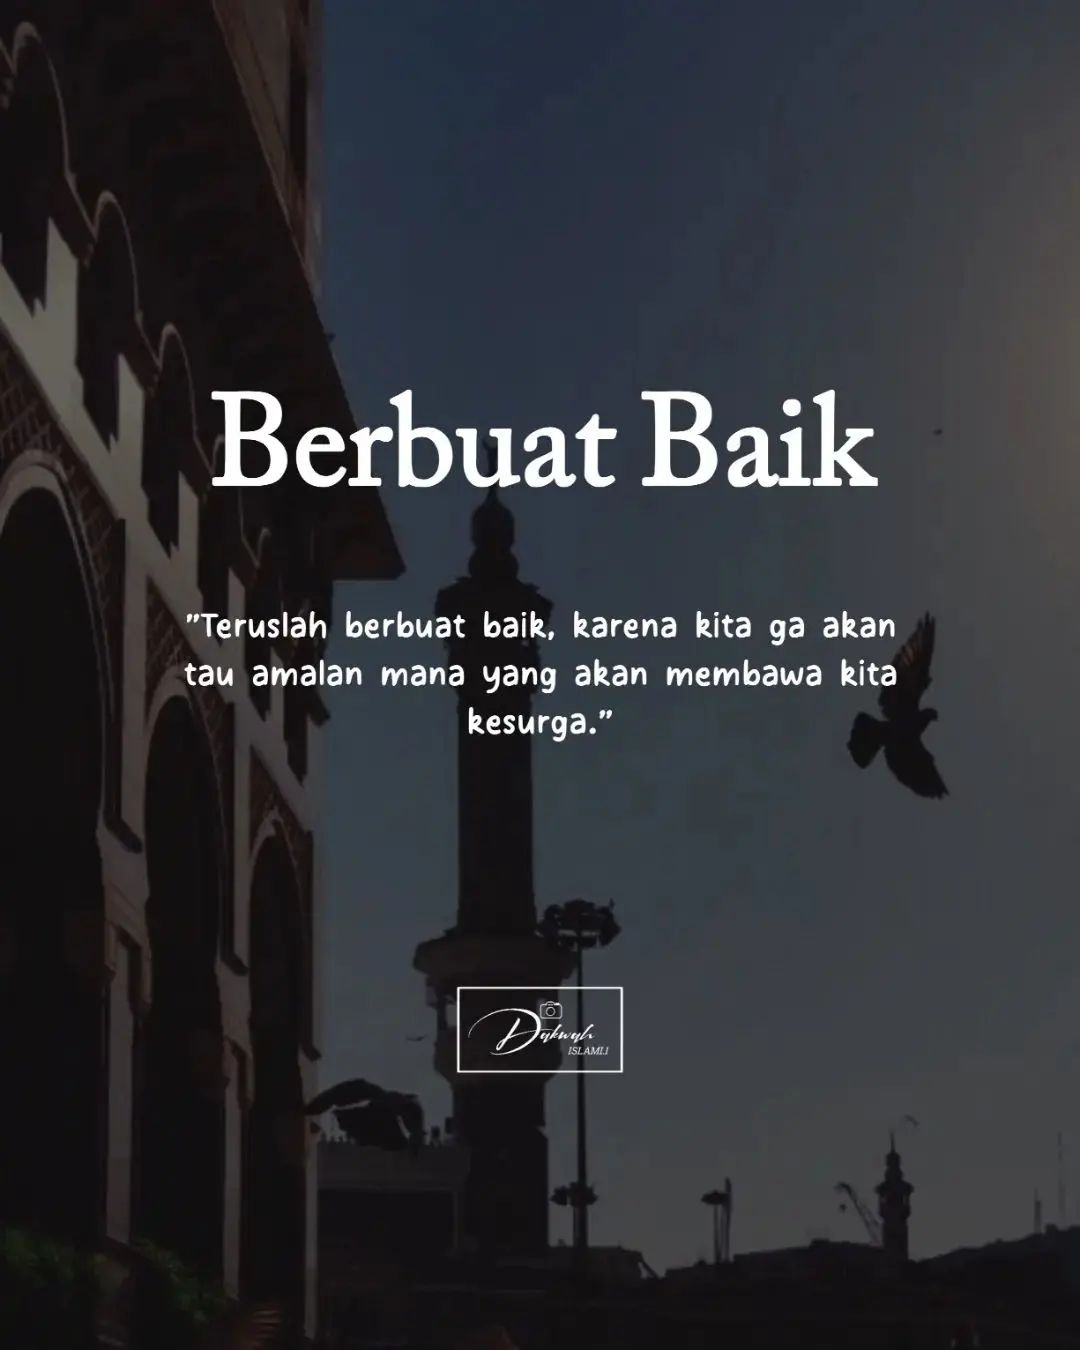 Berbuat Baik
"Teruslah berbuat baik, karena kita ga akan
tau amalan mana yang akan membawa kita
kesurga."
Dakwah
ISLAMI.I